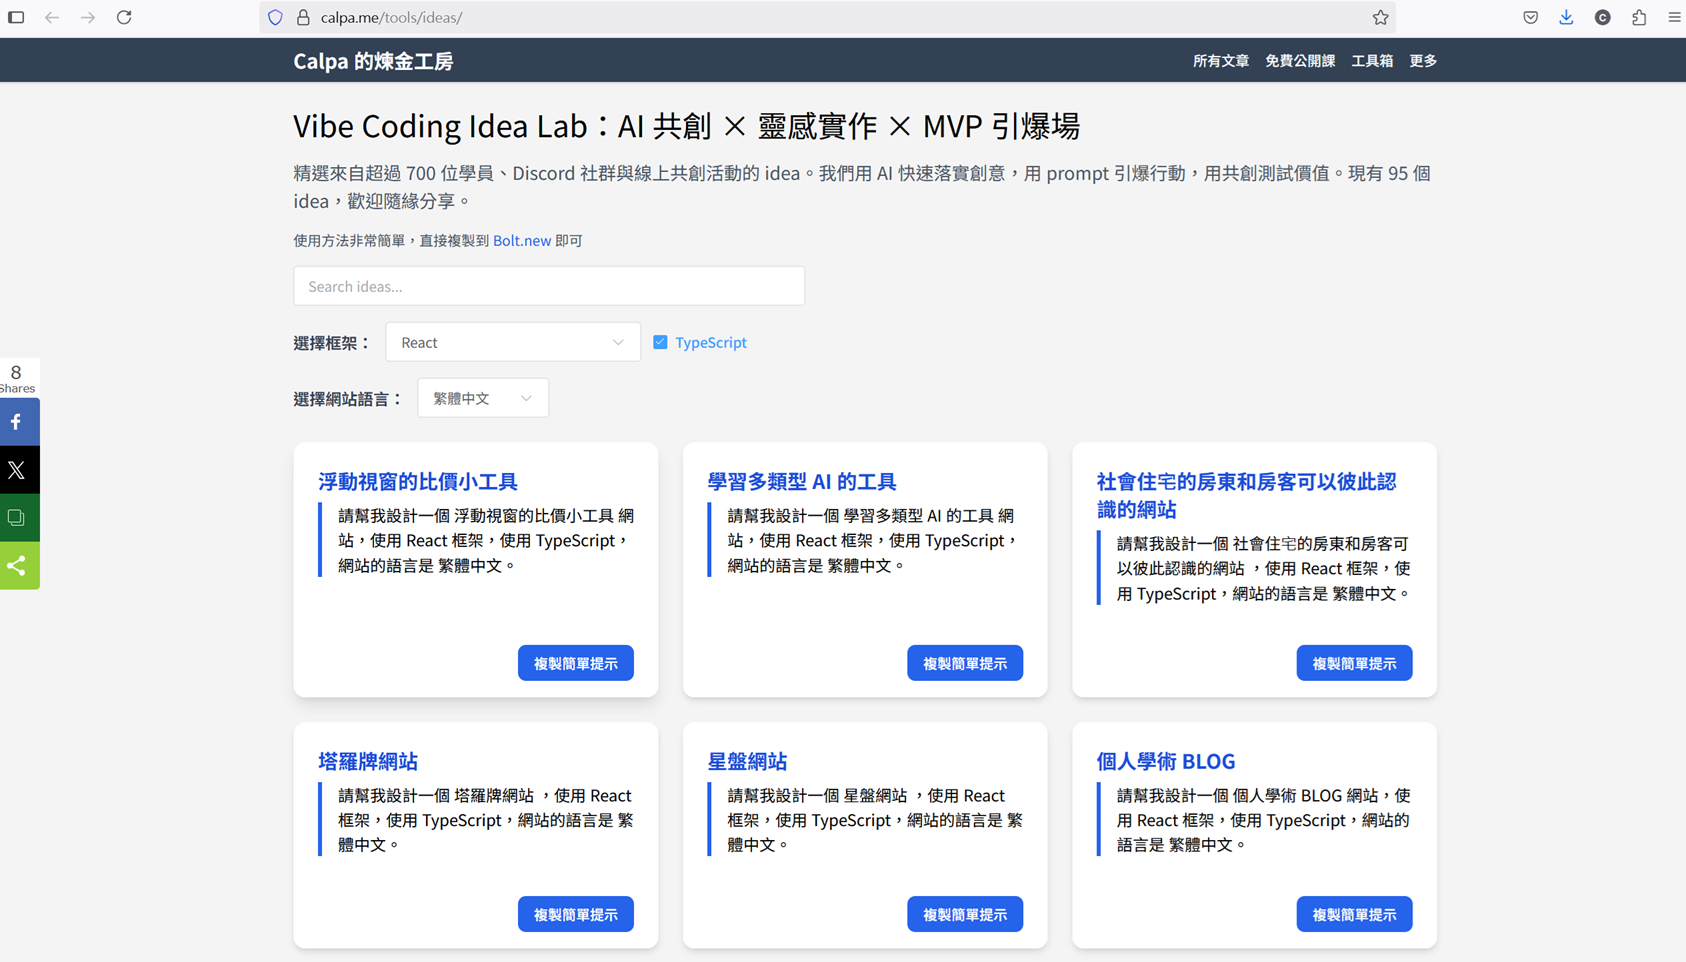 calpa.me/tools/ideas/
Calpa 的煉金工房
所有文章 免費公開課 工具箱 更多
Vibe Coding Idea Lab：AI 共創 × 靈感實作 × MVP 引爆場
精選來自超過 700 位學員、Discord 社群與線上共創活動的 idea。我們用 AI 快速落實創意，用 prompt 引爆行動，用共創測試價值。現有 95 個
idea，歡迎隨緣分享。
使用方法非常簡單，直接複製到 Bolt.new 即可
Search ideas...
選擇框架： React TypeScript
選擇網站語言： 繁體中文
8
Shares
浮動視窗的比價小工具
請幫我設計一個 浮動視窗的比價小工具 網
站，使用 React 框架，使用 TypeScript，
網站的語言是 繁體中文。
複製簡單提示
學習多類型 AI 的工具
請幫我設計一個 學習多類型 AI 的工具 網
站，使用 React 框架，使用 TypeScript，
網站的語言是 繁體中文。
複製簡單提示
社會住宅的房東和房客可以彼此認
識的網站
請幫我設計一個 社會住宅的房東和房客可
以彼此認識的網站 ，使用 React 框架，使
用 TypeScript，網站的語言是 繁體中文。
複製簡單提示
塔羅牌網站
請幫我設計一個 塔羅牌網站 ，使用 React
框架，使用 TypeScript，網站的語言是 繁
體中文。
複製簡單提示
星盤網站
請幫我設計一個 星盤網站 ，使用 React
框架，使用 TypeScript，網站的語言是 繁
體中文。
複製簡單提示
個人學術 BLOG
請幫我設計一個 個人學術 BLOG 網站，使
用 React 框架，使用 TypeScript，網站的
語言是 繁體中文。
複製簡單提示